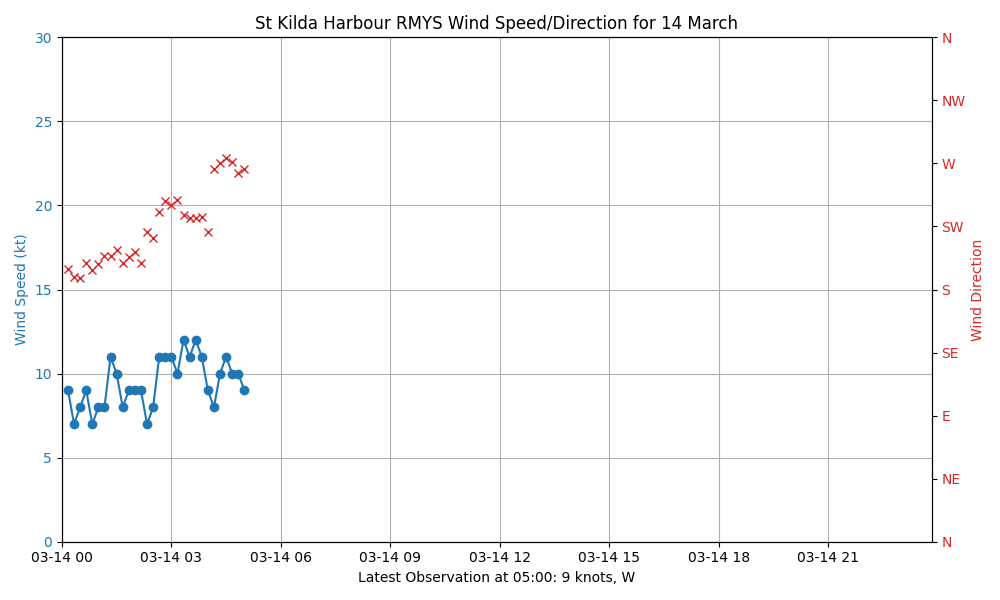 St Kilda Harbour RMYS Wind Speed/Direction for 14 March
30
25
20
15
10
5
0
Wind Speed (kt)
N
NW
W
SW
S
SE
E
NE
N
Wind Direction
03-14 00
03-14 03
03-14 06
03-14 09
03-14 12
03-14 15
03-14 18
03-14 21
Latest Observation at 05:00: 9 knots, W